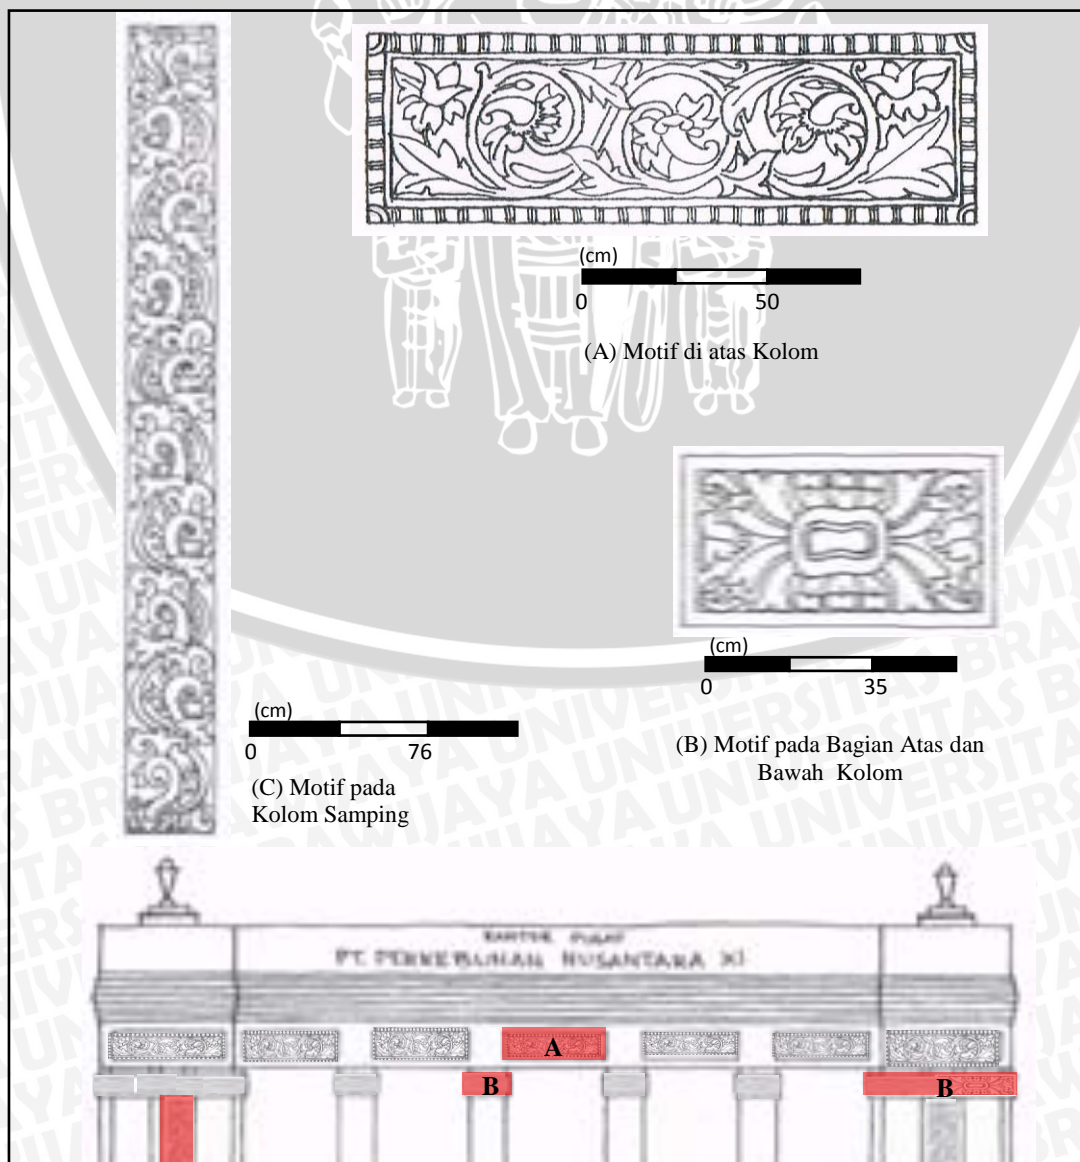 (cm)
0 50
(A) Motif di atas Kolom
(cm)
0 35
(B) Motif pada Bagian Atas dan
Bawah Kolom
(cm)
0 76
(C) Motif pada
Kolom Samping
KANTOR PUSAT
PT. PERKEBUNAN NUSANTARA XI
A
B
B